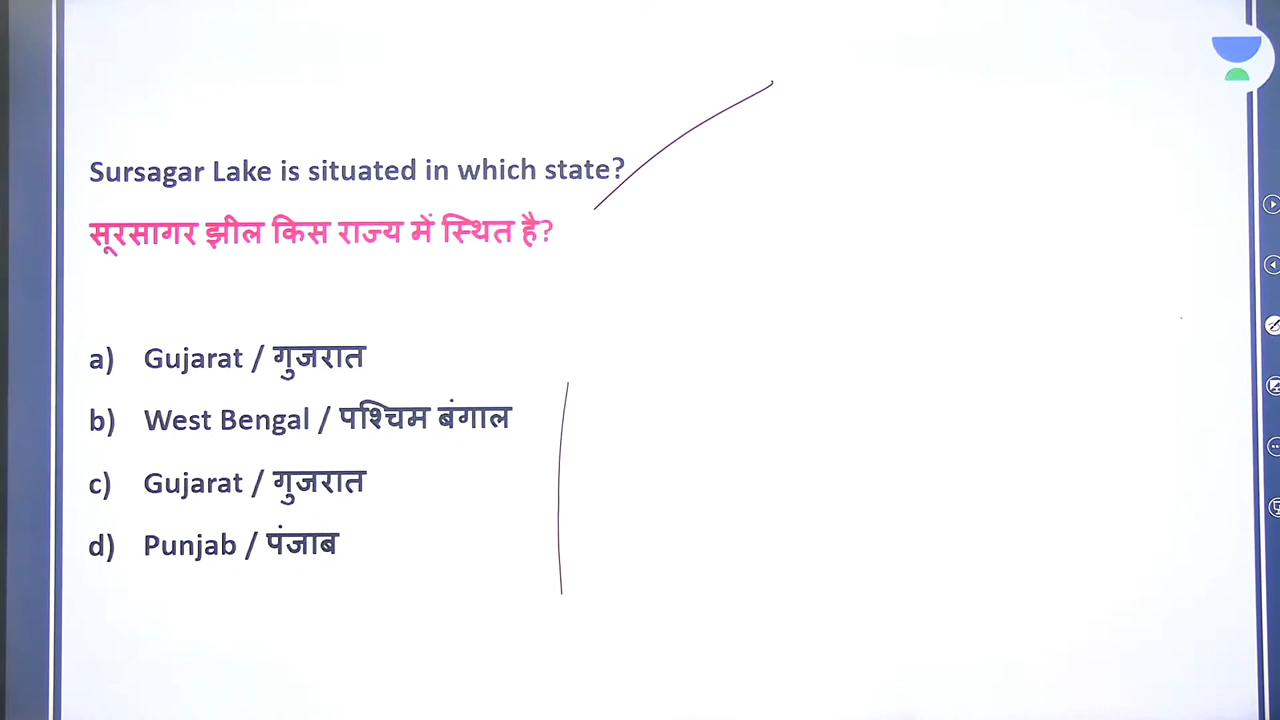 Sursagar Lake is situated in which state?
सूरसागर झील किस राज्य में स्थित है?
a) Gujarat / गुजरात
b) West Bengal / पश्चिम बंगाल
c) Gujarat / गुजरात
d) Punjab / पंजाब